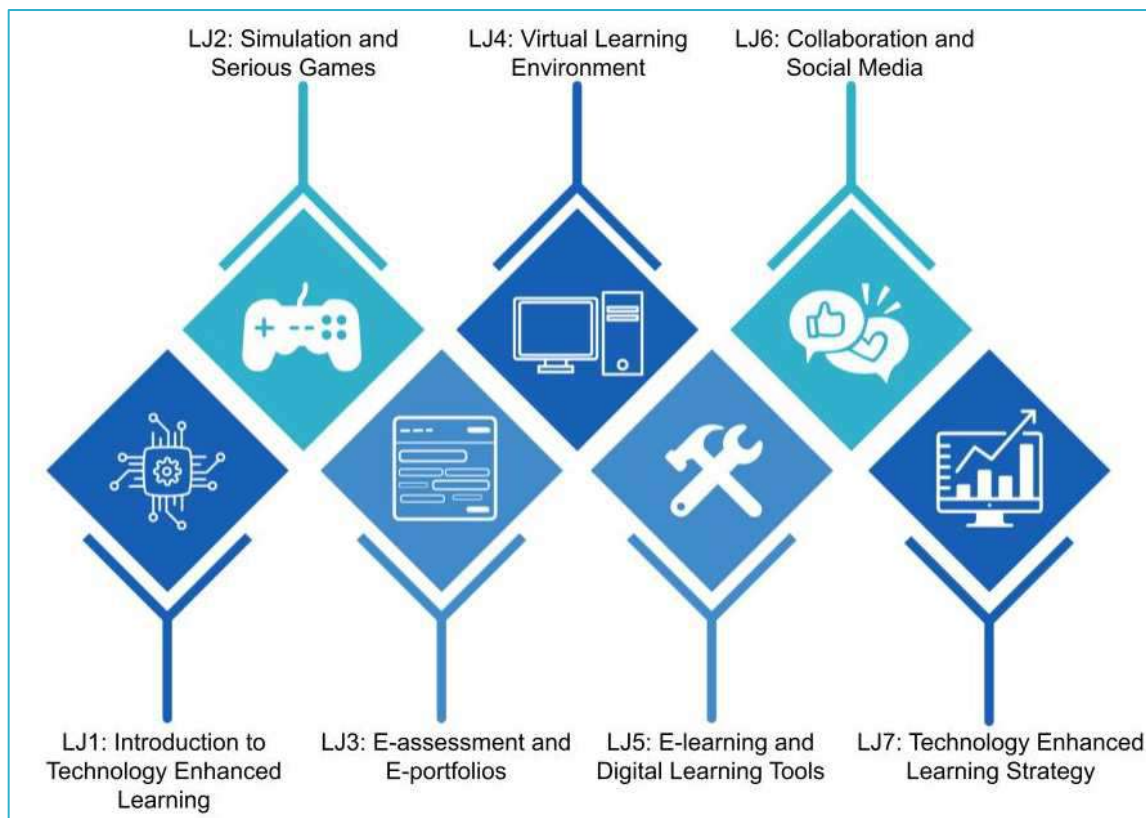 LJ2: Simulation and
Serious Games
LJ4: Virtual Learning
Environment
LJ6: Collaboration and
Social Media
LJ1: Introduction to
Technology Enhanced
Learning
LJ3: E-assessment and
E-portfolios
LJ5: E-learning and
Digital Learning Tools
LJ7: Technology Enhanced
Learning Strategy